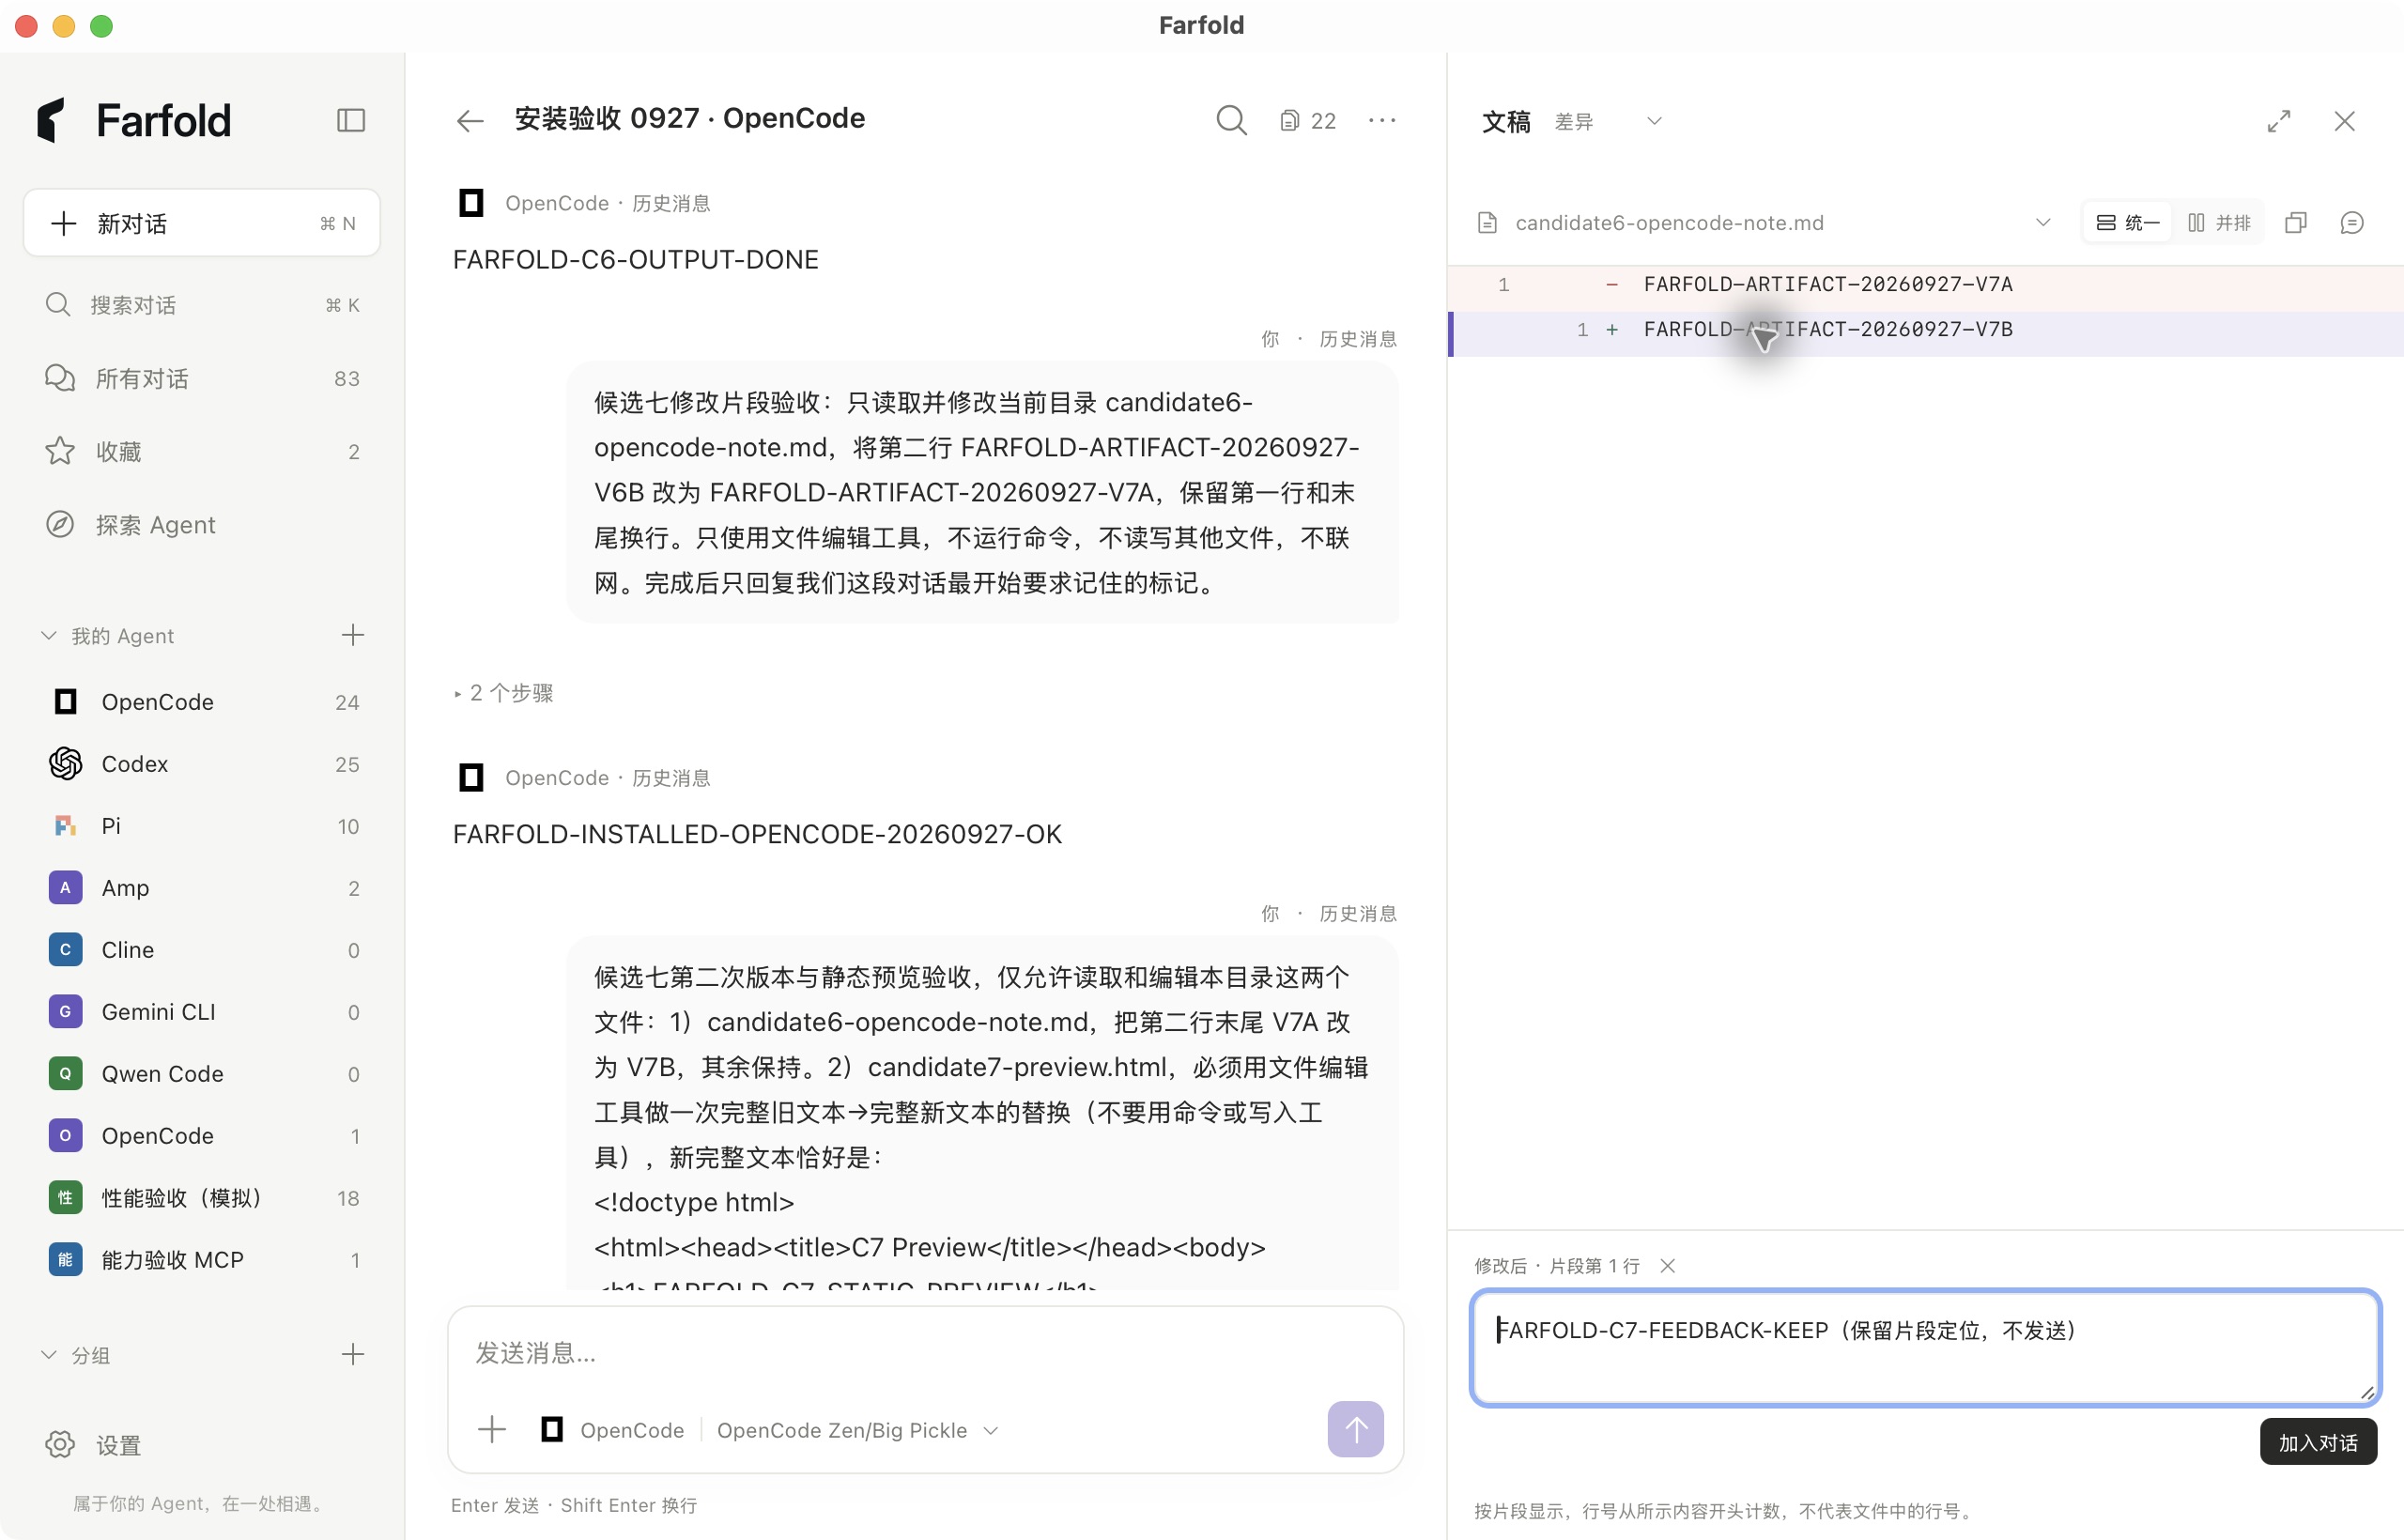 Farfold
Farfold
新对话 ⌘ N
搜索对话 ⌘ K
所有对话 83
收藏 2
探索 Agent
我的 Agent
OpenCode 24
Codex 25
Pi 10
A Amp 2
C Cline 0
G Gemini CLI 0
Q Qwen Code 0
O OpenCode 1
性 性能验收（模拟） 18
能 能力验收 MCP 1
分组
设置
属于你的 Agent，在一处相遇。
安装验收 0927 · OpenCode 22
OpenCode · 历史消息
FARFOLD-C6-OUTPUT-DONE
你 · 历史消息
候选七修改片段验收：只读取并修改当前目录 candidate6-
opencode-note.md，将第二行 FARFOLD-ARTIFACT-20260927-
V6B 改为 FARFOLD-ARTIFACT-20260927-V7A，保留第一行和末
尾换行。只使用文件编辑工具，不运行命令，不读写其他文件，不联
网。完成后只回复我们这段对话最开始要求记住的标记。
2 个步骤
OpenCode · 历史消息
FARFOLD-INSTALLED-OPENCODE-20260927-OK
你 · 历史消息
候选七第二次版本与静态预览验收，仅允许读取和编辑本目录这两个
文件：1）candidate6-opencode-note.md，把第二行末尾 V7A 改
为 V7B，其余保持。2）candidate7-preview.html，必须用文件编辑
工具做一次完整旧文本→完整新文本的替换（不要用命令或写入工
具），新完整文本恰好是：
<!doctype html>
<html><head><title>C7 Preview</title></head><body>
<h1>FARFOLD-C7-STATIC-PREVIEW</h1>
发送消息...
OpenCode OpenCode Zen/Big Pickle
Enter 发送 · Shift Enter 换行
文稿 差异
candidate6-opencode-note.md 统一 并排
1 − FARFOLD-ARTIFACT-20260927-V7A
1 + FARFOLD-ARTIFACT-20260927-V7B
修改后 · 片段第 1 行
FARFOLD-C7-FEEDBACK-KEEP（保留片段定位，不发送）
加入对话
按片段显示，行号从所示内容开头计数，不代表文件中的行号。